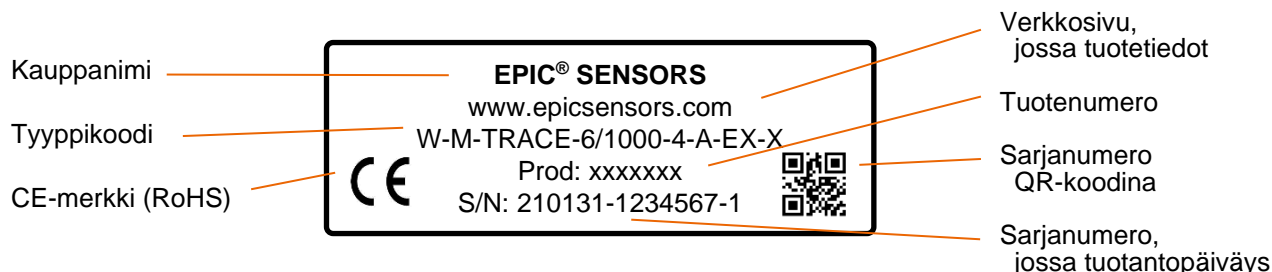 Kauppanimi
Tyyppikoodi
CE-merkki (RoHS)
EPIC® SENSORS
www.epicsensors.com
W-M-TRACE-6/1000-4-A-EX-X
Prod: xxxxxxx
S/N: 210131-1234567-1
CE
Verkkosivu,
jossa tuotetiedot
Tuotenumero
Sarjanumero
QR-koodina
Sarjanumero,
jossa tuotantopäiväys